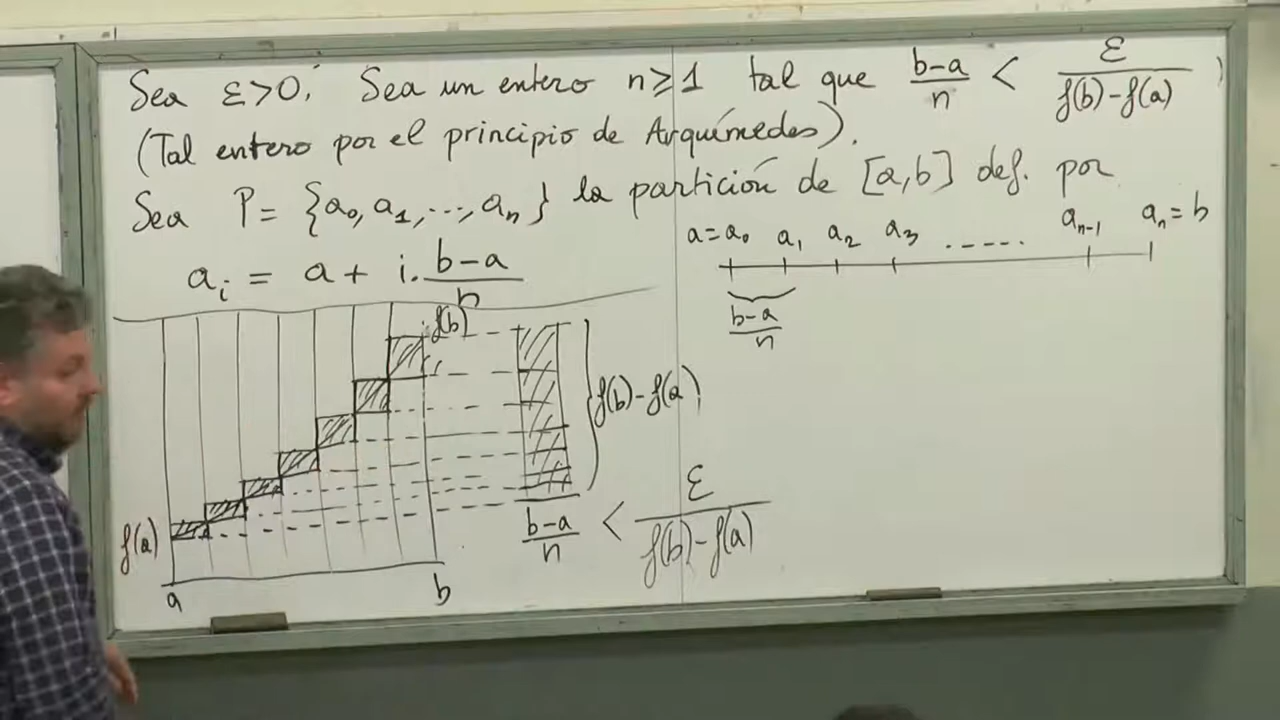 Sea ε>0. Sea un entero n≥1 tal que (b-a)/n < ε/(f(b)-f(a))
(Tal entero por el principio de Arquímedes).
Sea P = {a₀, a₁, ..., aₙ} la partición de [a,b] def. por
aᵢ = a + i. (b-a)/n
a=a₀ a₁ a₂ a₃ ..... aₙ₋₁ aₙ=b
(b-a)/n
f(b)
f(b)-f(a)
f(a)
(b-a)/n < ε/(f(b)-f(a))
a b